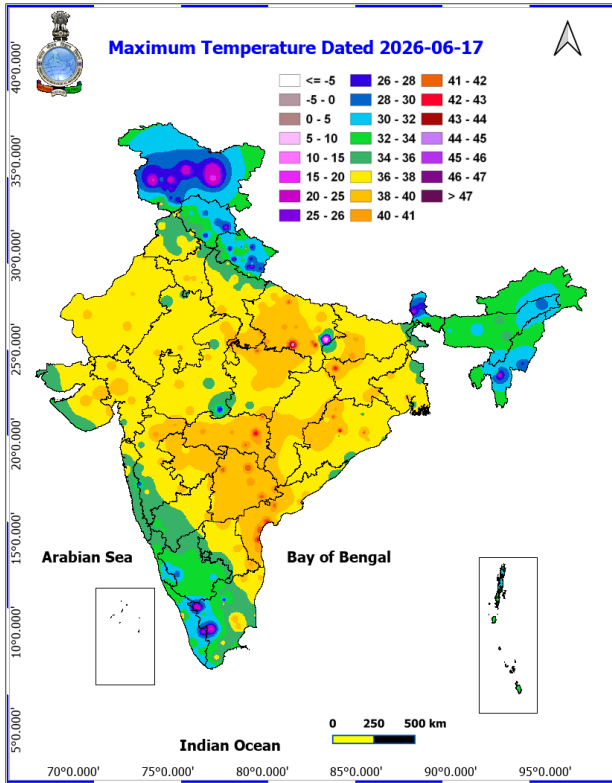 Maximum Temperature Dated 2026-06-17
<= -5
-5 - 0
0 - 5
5 - 10
10 - 15
15 - 20
20 - 25
25 - 26
26 - 28
28 - 30
30 - 32
32 - 34
34 - 36
36 - 38
38 - 40
40 - 41
41 - 42
42 - 43
43 - 44
44 - 45
45 - 46
46 - 47
> 47
40°0.000'
35°0.000'
30°0.000'
25°0.000'
20°0.000'
15°0.000'
10°0.000'
5°0.000'
Arabian Sea
Bay of Bengal
Indian Ocean
0 250 500 km
70°0.000' 75°0.000' 80°0.000' 85°0.000' 90°0.000' 95°0.000'